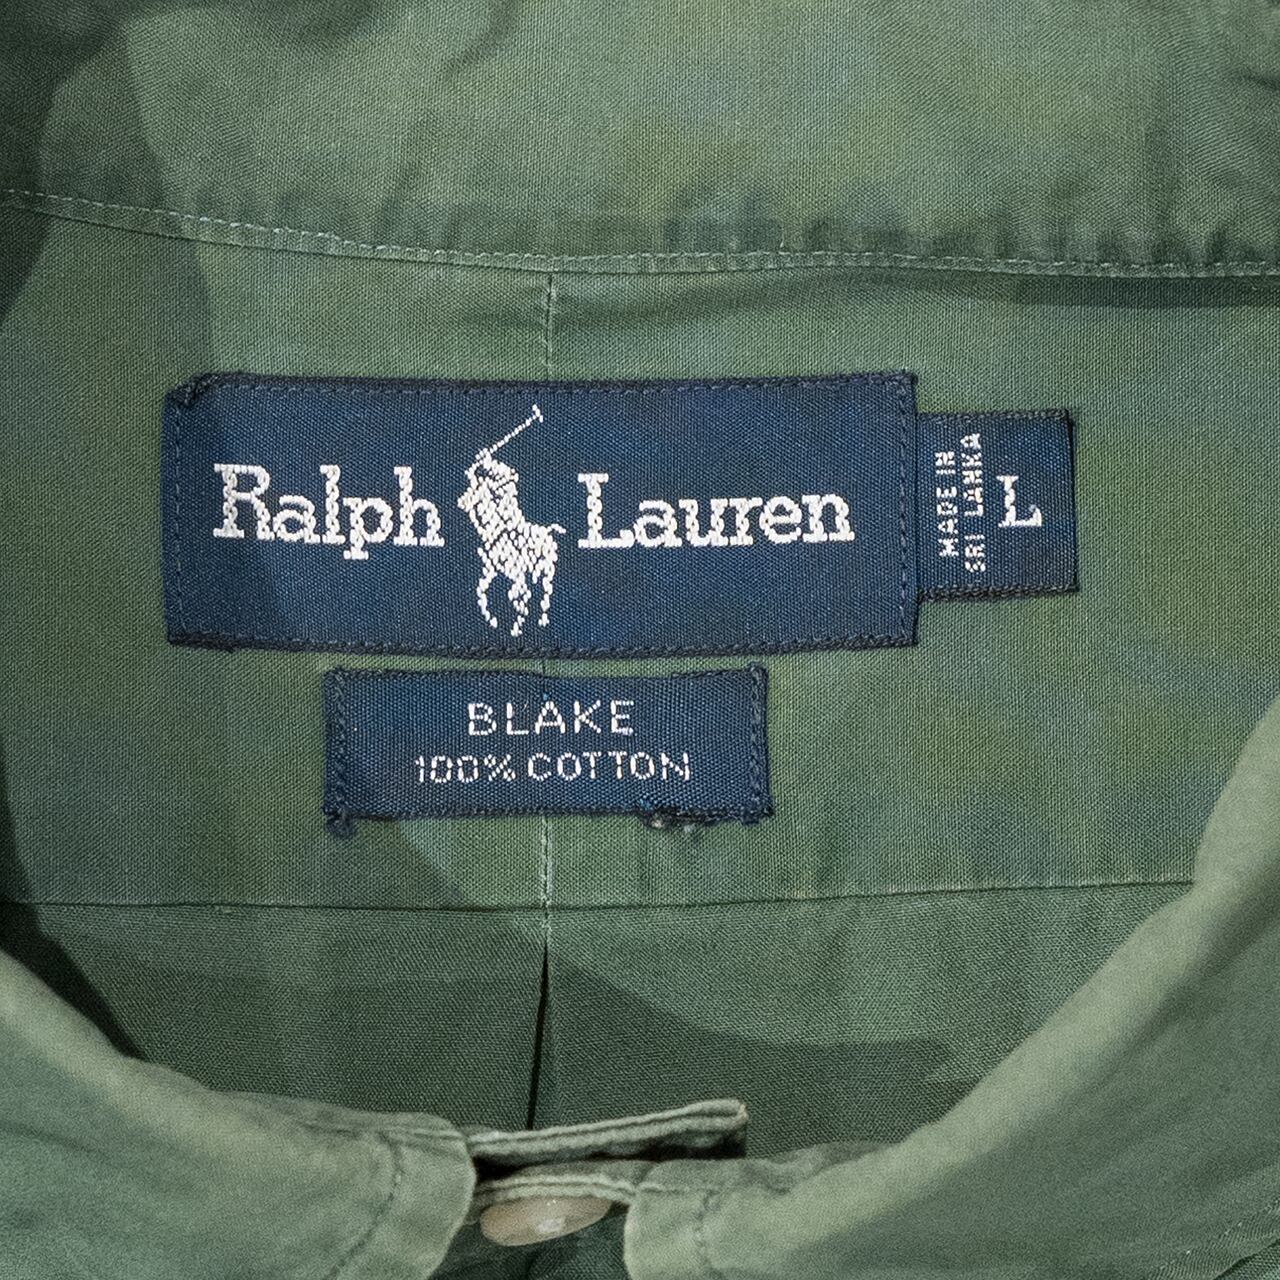 Ralph Lauren
MADE IN
SRI LANKA
L
BLAKE
100% COTTON